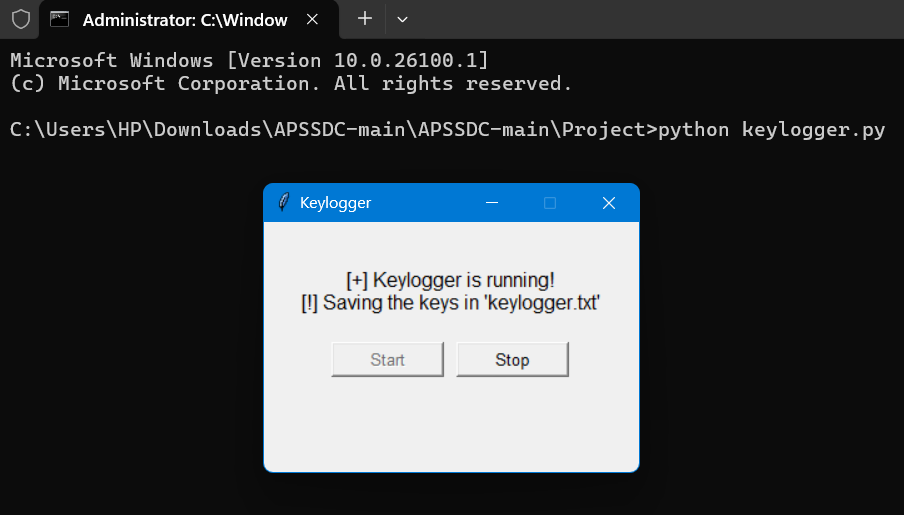 Administrator: C:\Window
Microsoft Windows [Version 10.0.26100.1]
(c) Microsoft Corporation. All rights reserved.
C:\Users\HP\Downloads\APSSDC-main\APSSDC-main\Project>python keylogger.py
Keylogger
[+] Keylogger is running!
[!] Saving the keys in 'keylogger.txt'
Start Stop